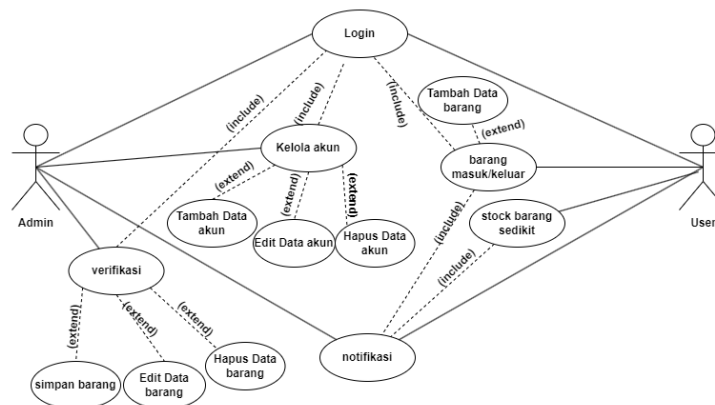 Login
Tambah Data
barang
(include)
(include)
(include)
(extend)
Kelola akun
barang
masuk/keluar
Admin
User
(extend)
(extend)
(extend)
Tambah Data
akun
Edit Data akun
Hapus Data
akun
stock barang
sedikit
(include)
(include)
verifikasi
(extend)
(extend)
(extend)
notifikasi
simpan barang
Edit Data
barang
Hapus Data
barang